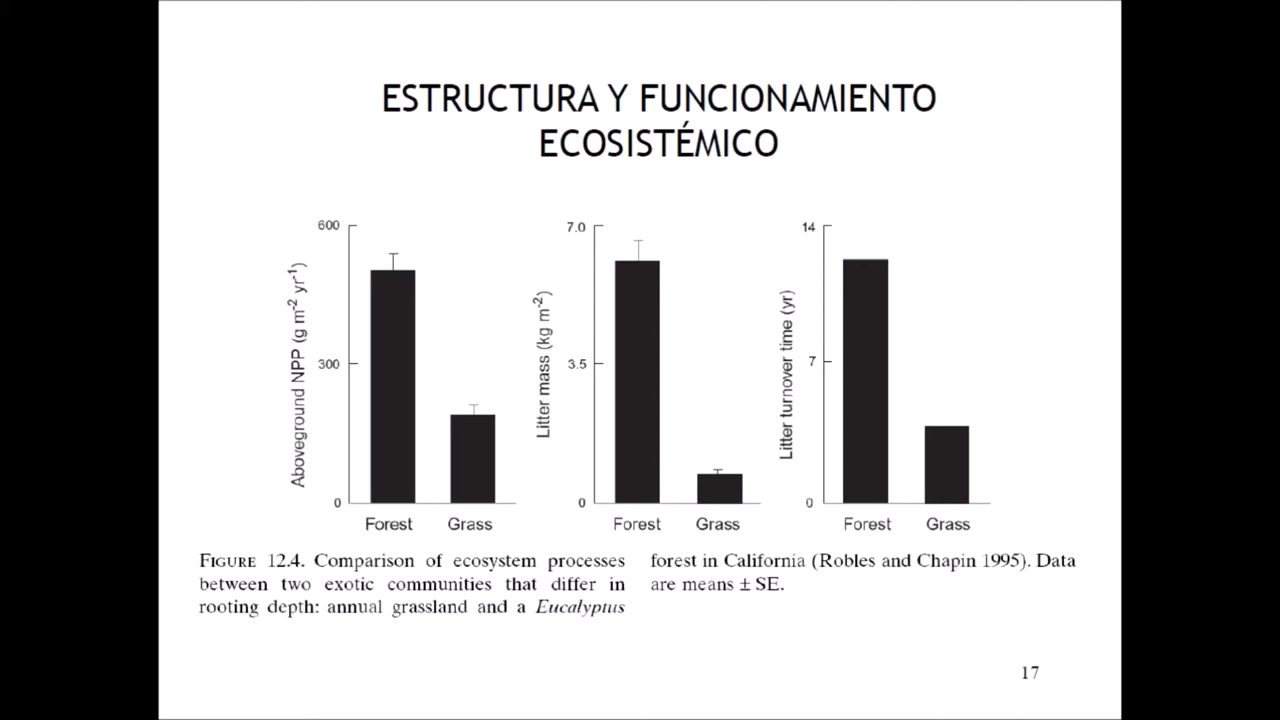 ESTRUCTURA Y FUNCIONAMIENTO
ECOSISTÉMICO
Aboveground NPP (g m⁻² yr⁻¹)
600
300
0
Forest Grass
Litter mass (kg m⁻²)
7.0
3.5
0
Forest Grass
Litter turnover time (yr)
14
7
0
Forest Grass
FIGURE 12.4. Comparison of ecosystem processes
between two exotic communities that differ in
rooting depth: annual grassland and a Eucalyptus
forest in California (Robles and Chapin 1995). Data
are means ± SE.
17